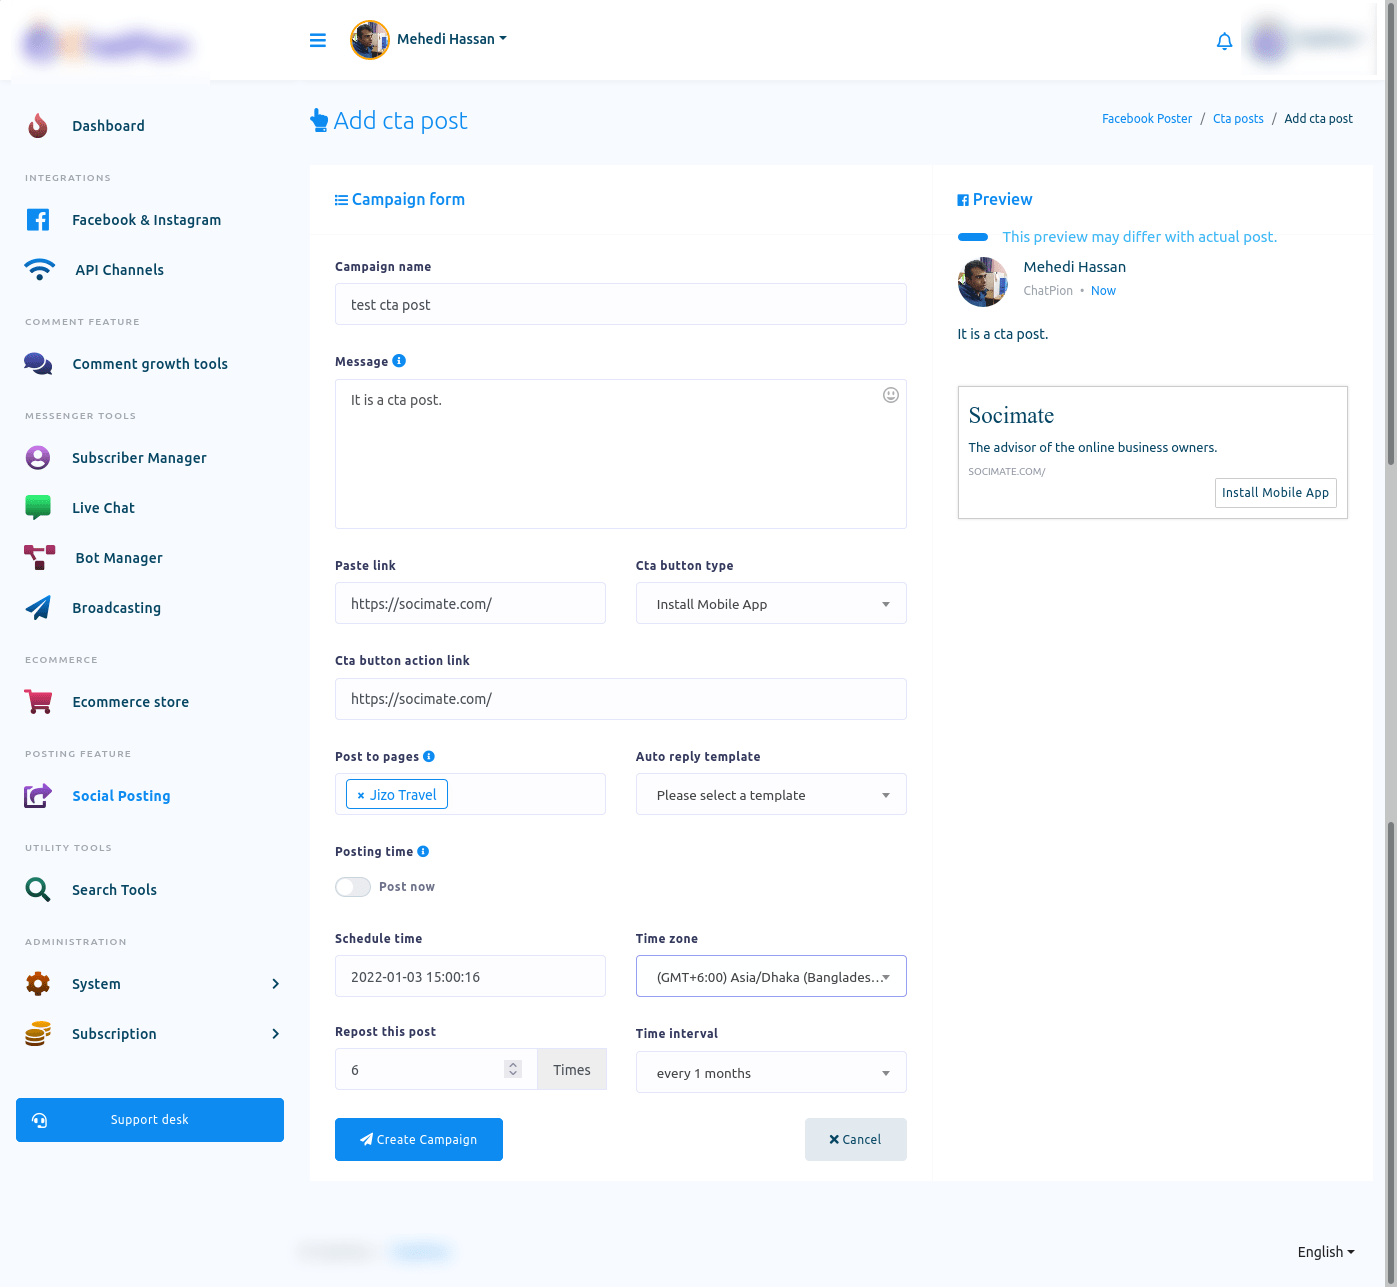 Mehedi Hassan
Dashboard
INTEGRATIONS
Facebook & Instagram
API Channels
COMMENT FEATURE
Comment growth tools
MESSENGER TOOLS
Subscriber Manager
Live Chat
Bot Manager
Broadcasting
ECOMMERCE
Ecommerce store
POSTING FEATURE
Social Posting
UTILITY TOOLS
Search Tools
ADMINISTRATION
System
Subscription
Support desk
Add cta post
Facebook Poster / Cta posts / Add cta post
Campaign form
Campaign name
test cta post
Message
It is a cta post.
Paste link
https://socimate.com/
Cta button type
Install Mobile App
Cta button action link
https://socimate.com/
Post to pages
× Jizo Travel
Auto reply template
Please select a template
Posting time
Post now
Schedule time
2022-01-03 15:00:16
Time zone
(GMT+6:00) Asia/Dhaka (Banglades...
Repost this post
6 Times
Time interval
every 1 months
Create Campaign
Cancel
Preview
This preview may differ with actual post.
Mehedi Hassan
ChatPion • Now
It is a cta post.
Socimate
The advisor of the online business owners.
SOCIMATE.COM/
Install Mobile App
English